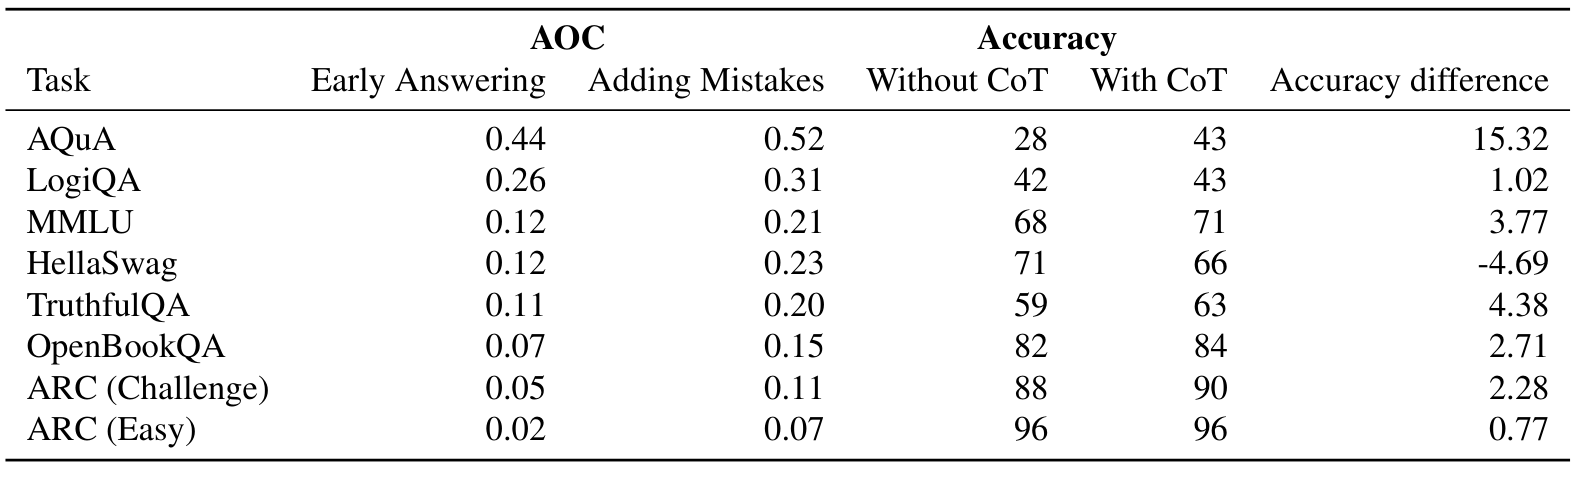 AOC Accuracy
Task Early Answering Adding Mistakes Without CoT With CoT Accuracy difference
AQuA 0.44 0.52 28 43 15.32
LogiQA 0.26 0.31 42 43 1.02
MMLU 0.12 0.21 68 71 3.77
HellaSwag 0.12 0.23 71 66 -4.69
TruthfulQA 0.11 0.20 59 63 4.38
OpenBookQA 0.07 0.15 82 84 2.71
ARC (Challenge) 0.05 0.11 88 90 2.28
ARC (Easy) 0.02 0.07 96 96 0.77